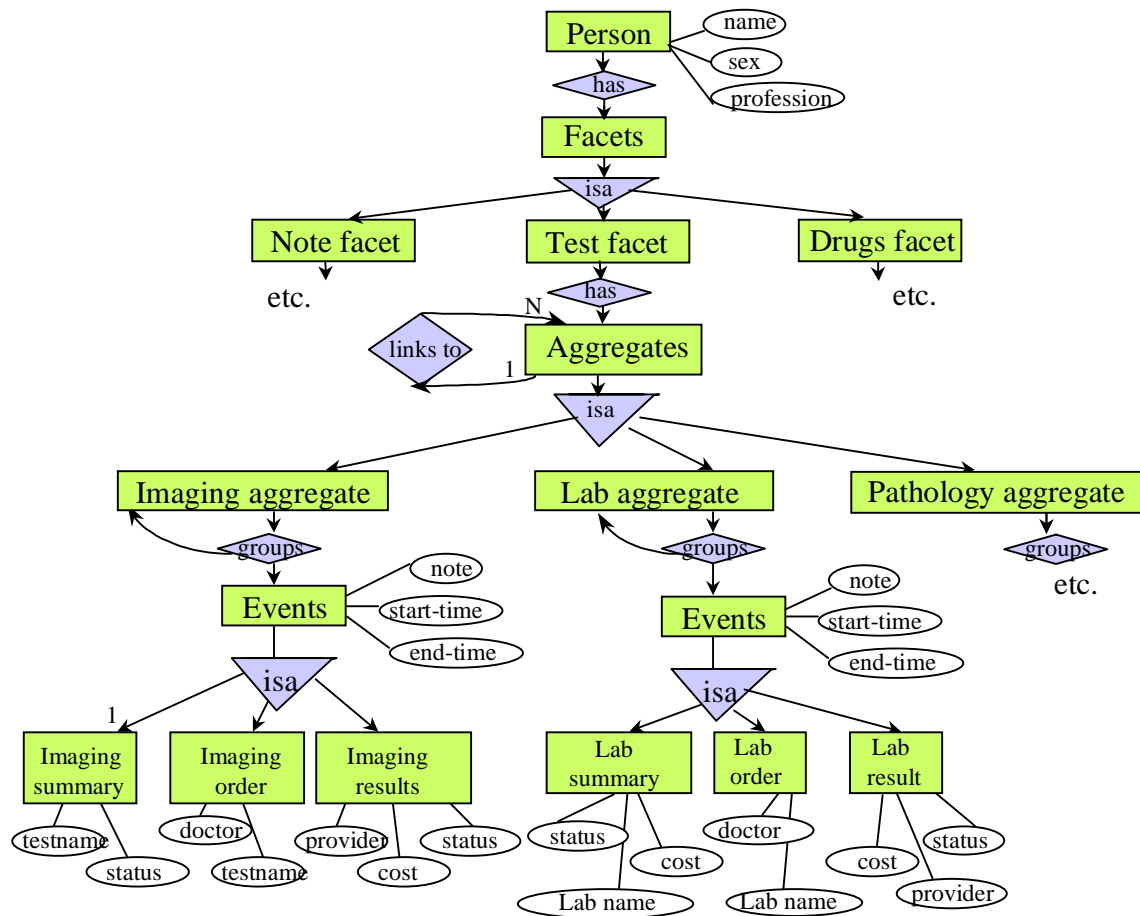 Person
name
sex
profession
has
Facets
isa
Note facet
Test facet
Drugs facet
etc.
has
etc.
N
links to
Aggregates
1
isa
Imaging aggregate
Lab aggregate
Pathology aggregate
groups
groups
groups
etc.
note
Events
start-time
end-time
note
Events
start-time
end-time
isa
isa
1
Imaging
summary
Imaging
order
Imaging
results
Lab
summary
Lab
order
Lab
result
testname
status
doctor
testname
provider
cost
status
status
Lab name
cost
doctor
Lab name
cost
provider
status